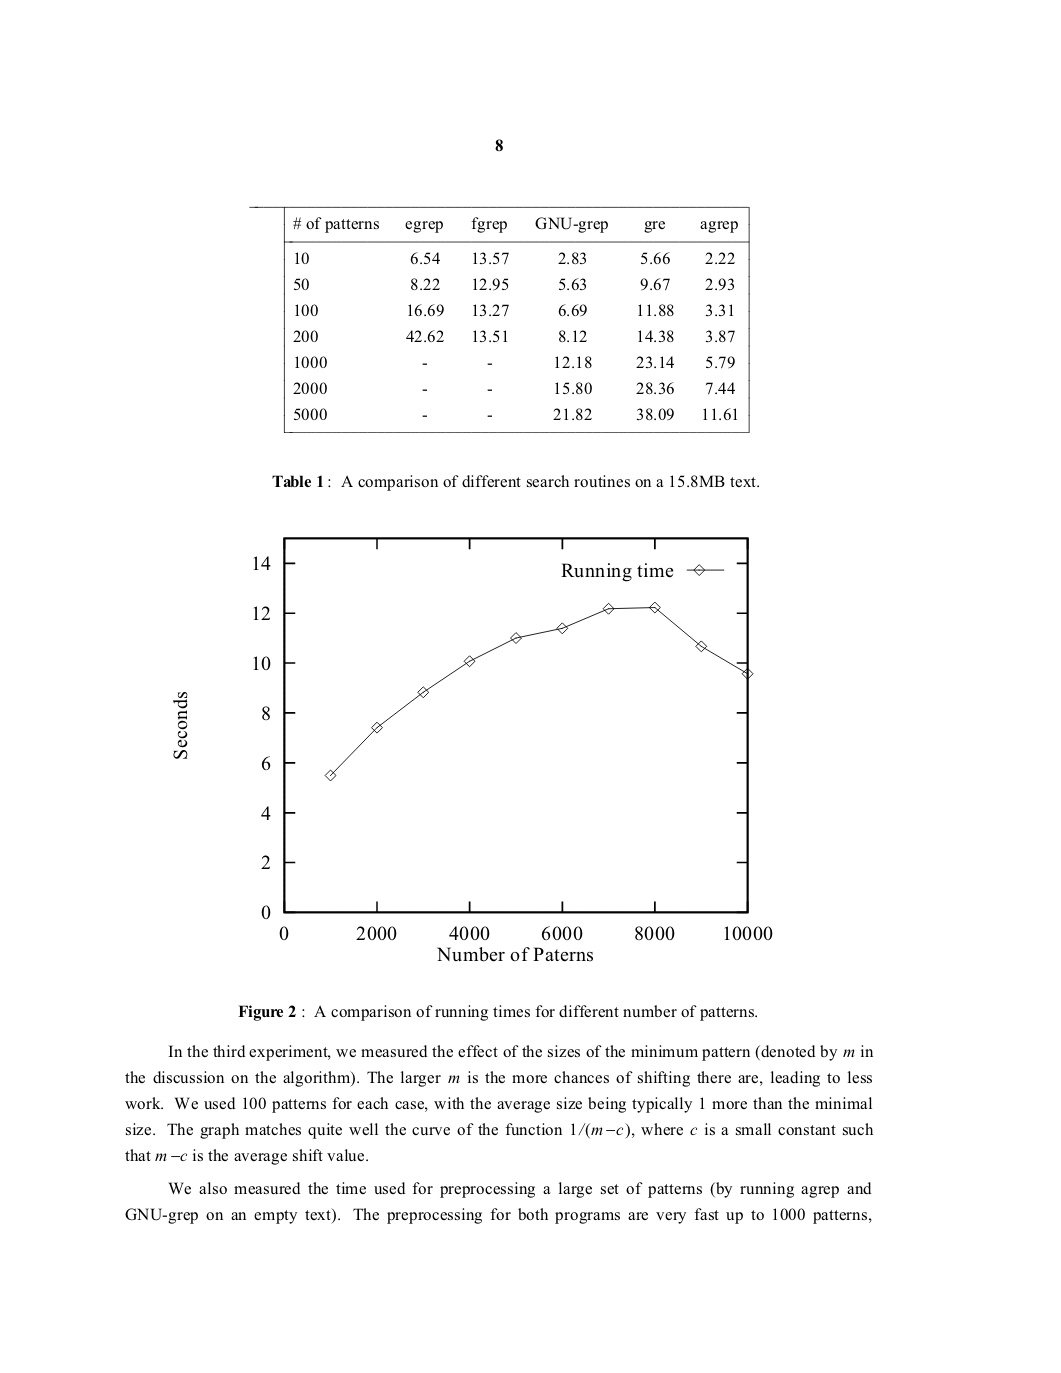 8
# of patterns egrep fgrep GNU-grep gre agrep
10 6.54 13.57 2.83 5.66 2.22
50 8.22 12.95 5.63 9.67 2.93
100 16.69 13.27 6.69 11.88 3.31
200 42.62 13.51 8.12 14.38 3.87
1000 - - 12.18 23.14 5.79
2000 - - 15.80 28.36 7.44
5000 - - 21.82 38.09 11.61
Table 1 : A comparison of different search routines on a 15.8MB text.
14
Running time
12
10
8
Seconds
6
4
2
0
0 2000 4000 6000 8000 10000
Number of Paterns
Figure 2 : A comparison of running times for different number of patterns.
In the third experiment, we measured the effect of the sizes of the minimum pattern (denoted by m in
the discussion on the algorithm). The larger m is the more chances of shifting there are, leading to less
work. We used 100 patterns for each case, with the average size being typically 1 more than the minimal
size. The graph matches quite well the curve of the function 1/(m−c), where c is a small constant such
that m −c is the average shift value.
We also measured the time used for preprocessing a large set of patterns (by running agrep and
GNU-grep on an empty text). The preprocessing for both programs are very fast up to 1000 patterns,